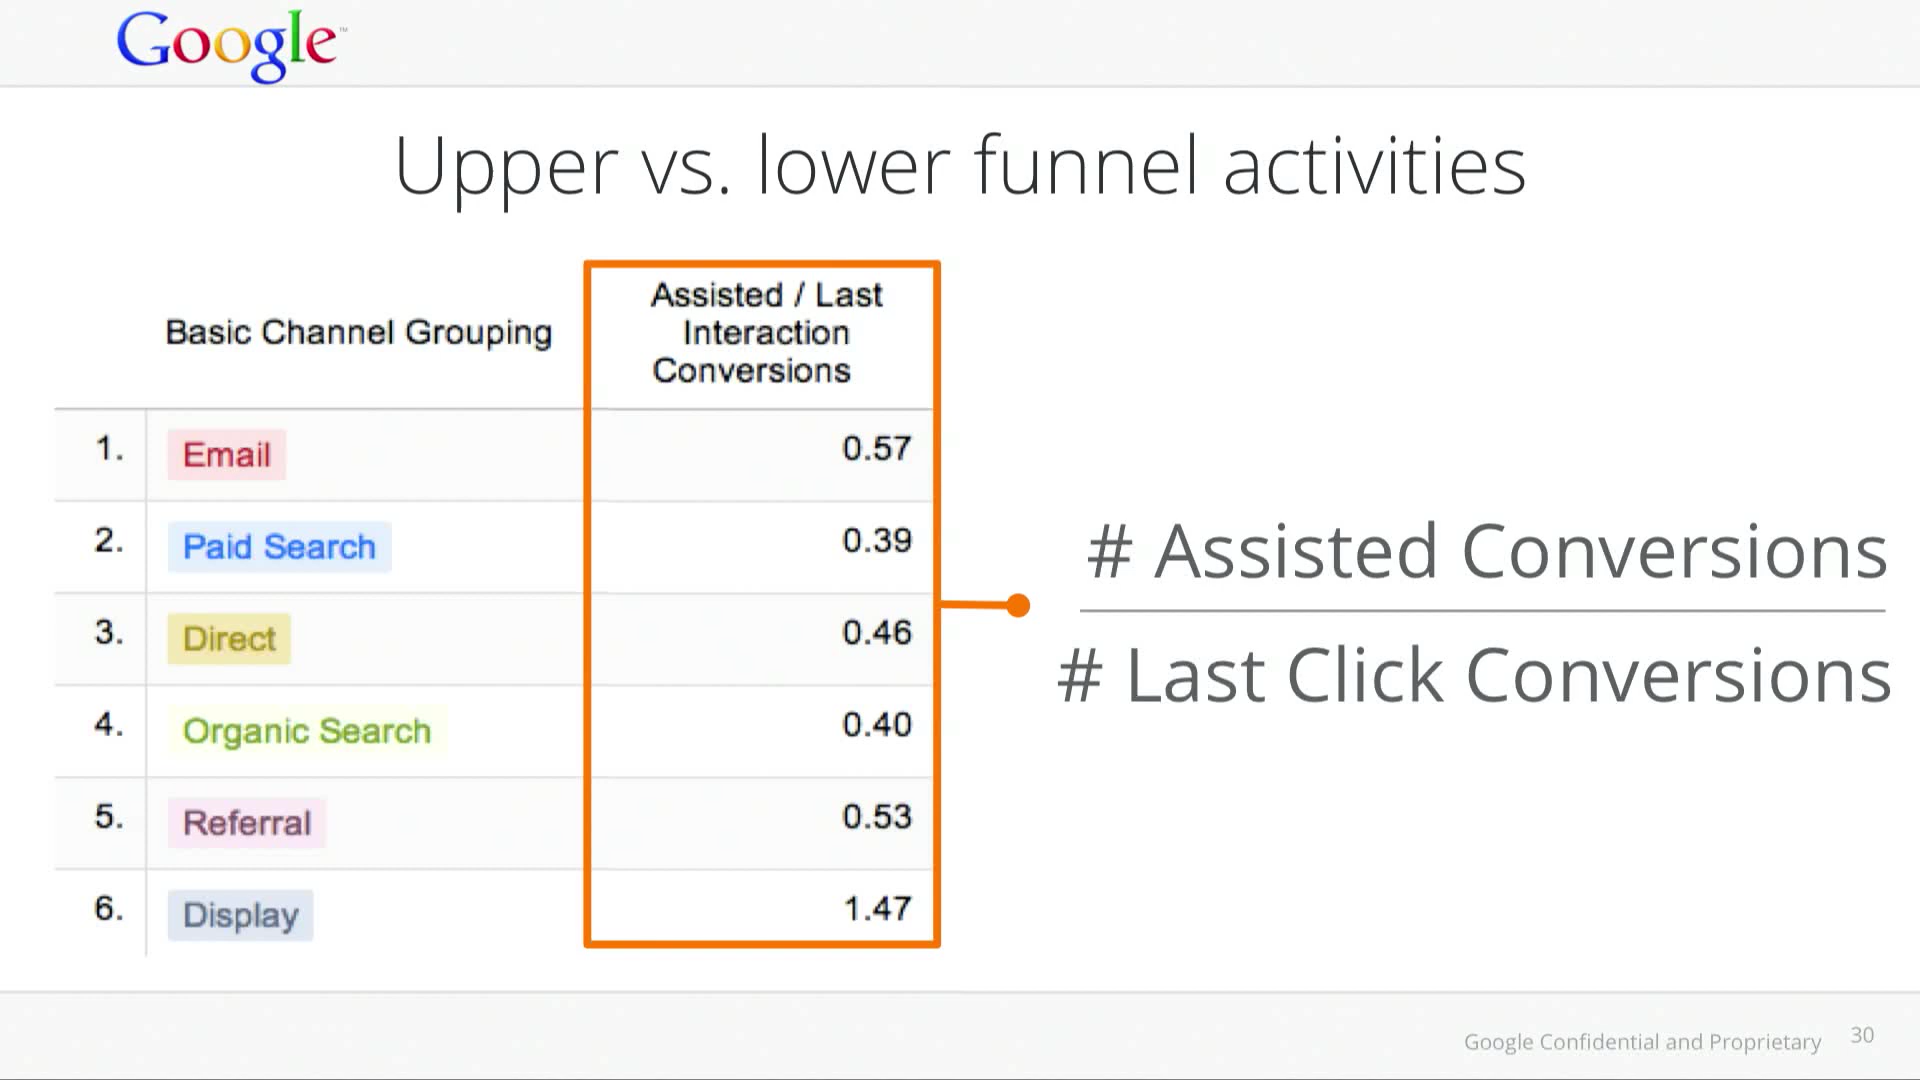 Google™
Upper vs. lower funnel activities
Basic Channel Grouping
Assisted / Last
Interaction
Conversions
1. Email 0.57
2. Paid Search 0.39
3. Direct 0.46
4. Organic Search 0.40
5. Referral 0.53
6. Display 1.47
# Assisted Conversions
# Last Click Conversions
Google Confidential and Proprietary 30